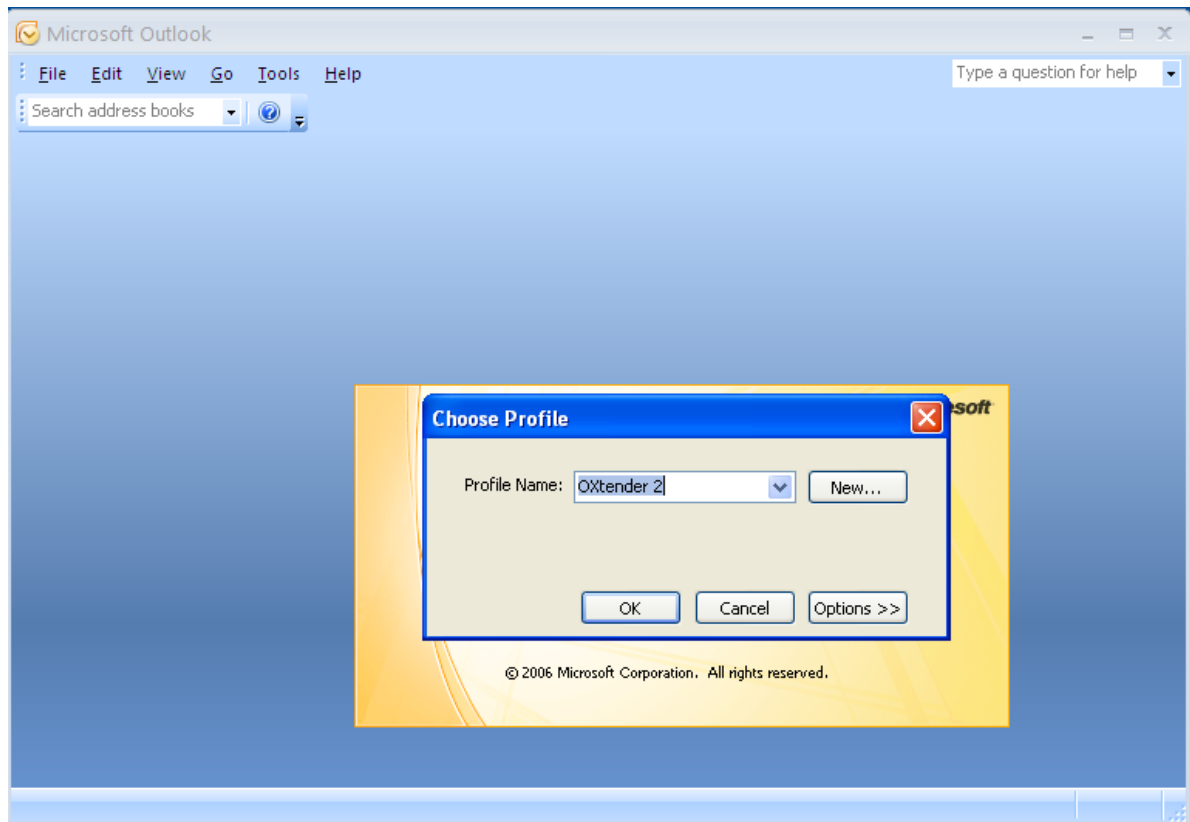 Microsoft Outlook
File Edit View Go Tools Help Type a question for help
Search address books
Choose Profile
Profile Name: OXtender 2 New...
OK Cancel Options >>
© 2006 Microsoft Corporation. All rights reserved.